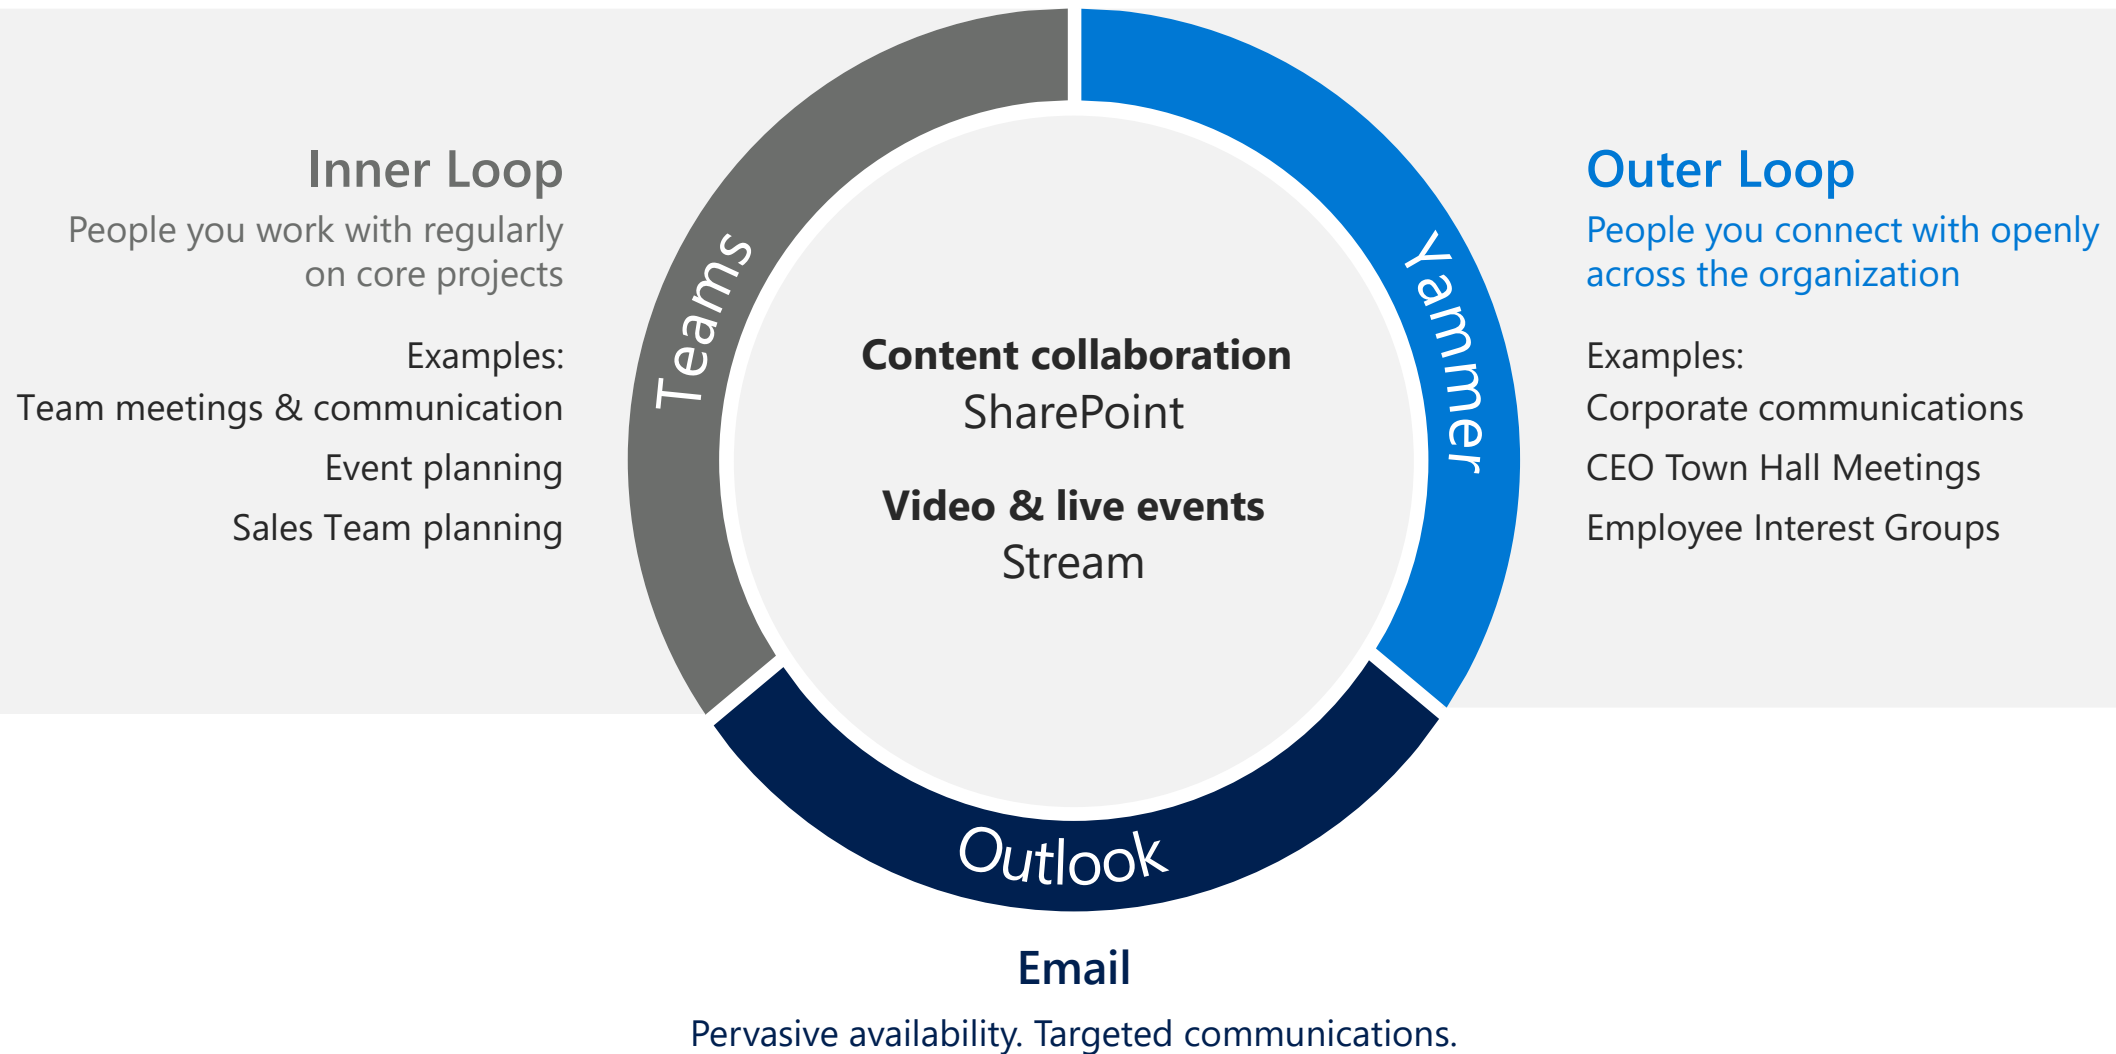 Inner Loop
People you work with regularly
on core projects
Examples:
Team meetings & communication
Event planning
Sales Team planning
Teams
Content collaboration
SharePoint
Video & live events
Stream
Yammer
Outer Loop
People you connect with openly
across the organization
Examples:
Corporate communications
CEO Town Hall Meetings
Employee Interest Groups
Outlook
Email
Pervasive availability. Targeted communications.